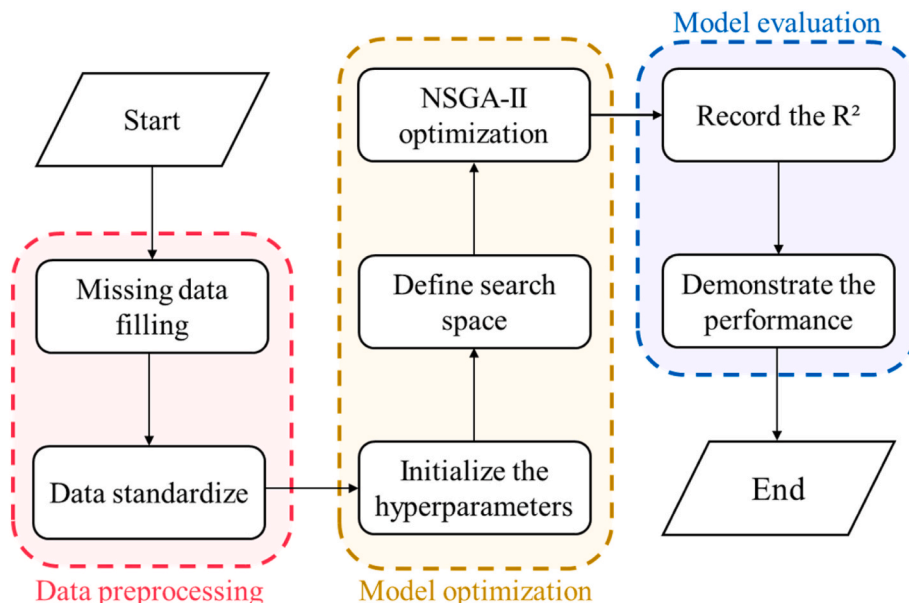 Start
Missing data
filling
Data standardize
Data preprocessing
NSGA-II
optimization
Define search
space
Initialize the
hyperparameters
Model optimization
Model evaluation
Record the R²
Demonstrate the
performance
End